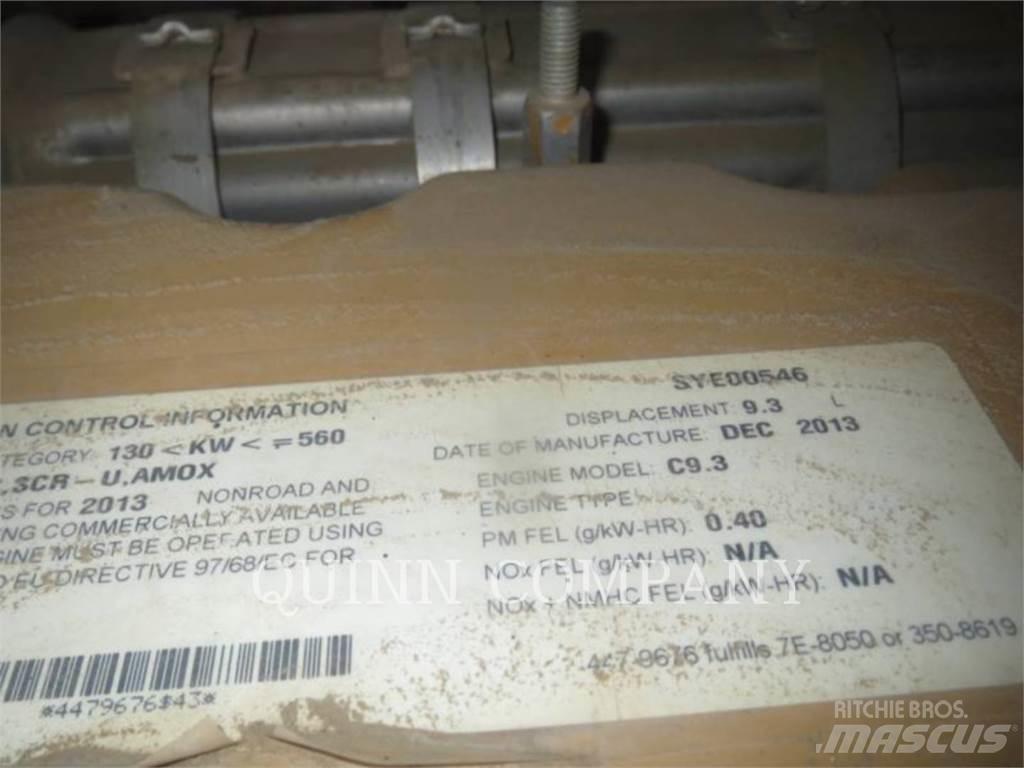 SYE00546
N CONTROL INFORMATION
DISPLACEMENT: 9.3 L
TEGORY: 130 < KW < = 560
DATE OF MANUFACTURE: DEC 2013
SCR - U.AMOX
ENGINE MODEL: C9.3
S FOR 2013 NONROAD AND
ENGINE TYPE
NG COMMERCIALLY AVAILABLE
PM FEL (g/kW-HR): 0.40
GINE MUST BE OPERATED USING
NOx FEL (g/kW-HR): N/A
EU DIRECTIVE 97/68/EC FOR
NOx + NMHC FEL (g/kW-HR): N/A
QUINN COMPANY
447-9676 fulfills 7E-8050 or 350-8619
*4479676$43*
RITCHIE BROS.
MASCUS